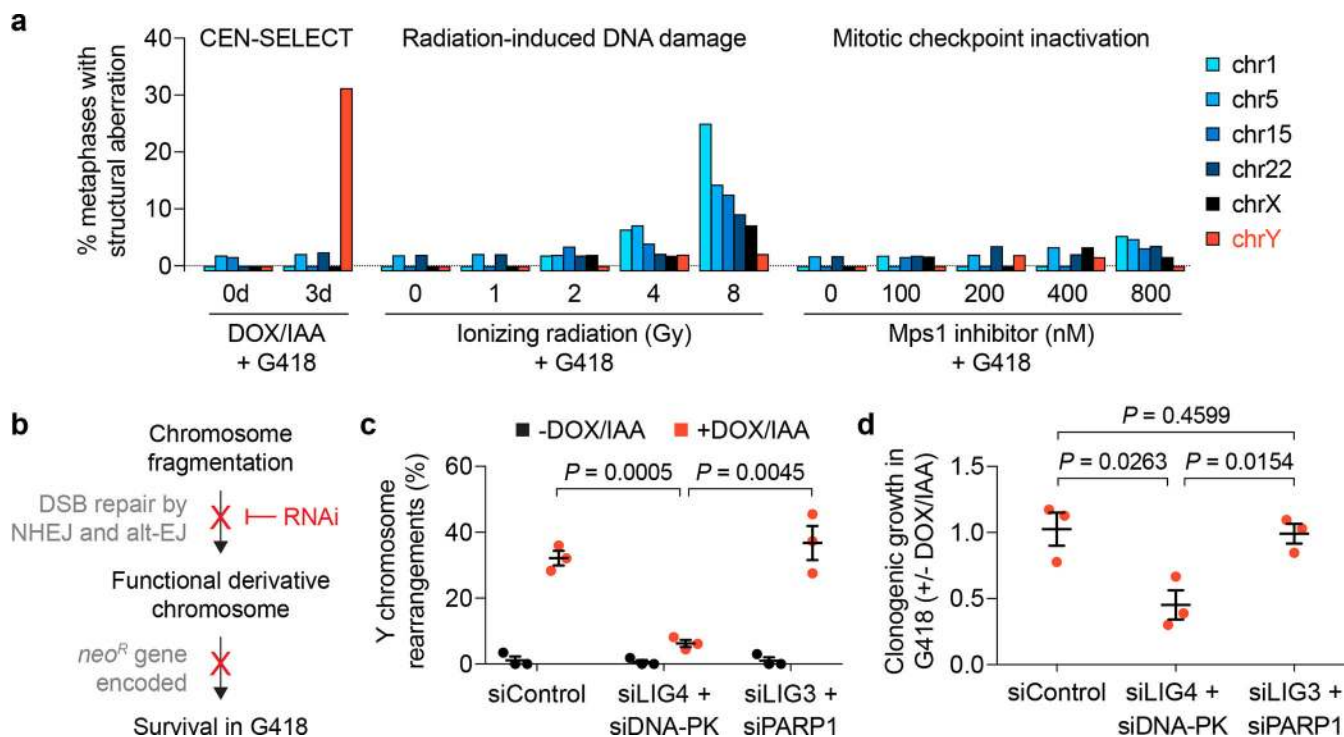 a
CEN-SELECT
Radiation-induced DNA damage
Mitotic checkpoint inactivation
% metaphases with
structural aberration
40
30
20
10
0
chr1
chr5
chr15
chr22
chrX
chrY
0d 3d
0 1 2 4 8
0 100 200 400 800
DOX/IAA
+ G418
Ionizing radiation (Gy)
+ G418
Mps1 inhibitor (nM)
+ G418
b
Chromosome
fragmentation
DSB repair by
NHEJ and alt-EJ
X
RNAi
Functional derivative
chromosome
neoR gene
encoded
X
Survival in G418
c
-DOX/IAA +DOX/IAA
P = 0.0005 P = 0.0045
Y chromosome
rearrangements (%)
60
40
20
0
siControl
siLIG4 +
siDNA-PK
siLIG3 +
siPARP1
d
P = 0.4599
P = 0.0263 P = 0.0154
Clonogenic growth in
G418 (+/- DOX/IAA)
1.5
1.0
0.5
0.0
siControl
siLIG4 +
siDNA-PK
siLIG3 +
siPARP1